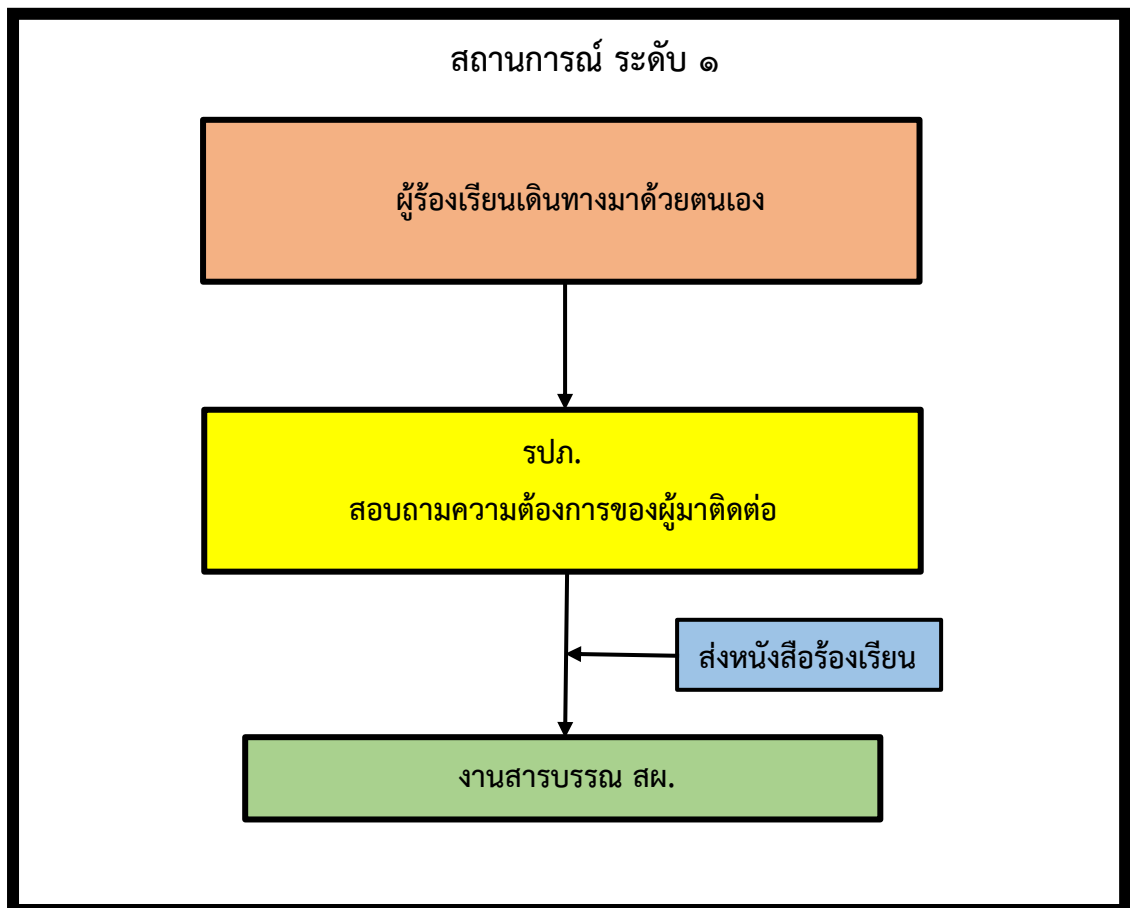 สถานการณ์ ระดับ ๑
ผู้ร้องเรียนเดินทางมาด้วยตนเอง
รปภ.
สอบถามความต้องการของผู้มาติดต่อ
ส่งหนังสือร้องเรียน
งานสารบรรณ สผ.